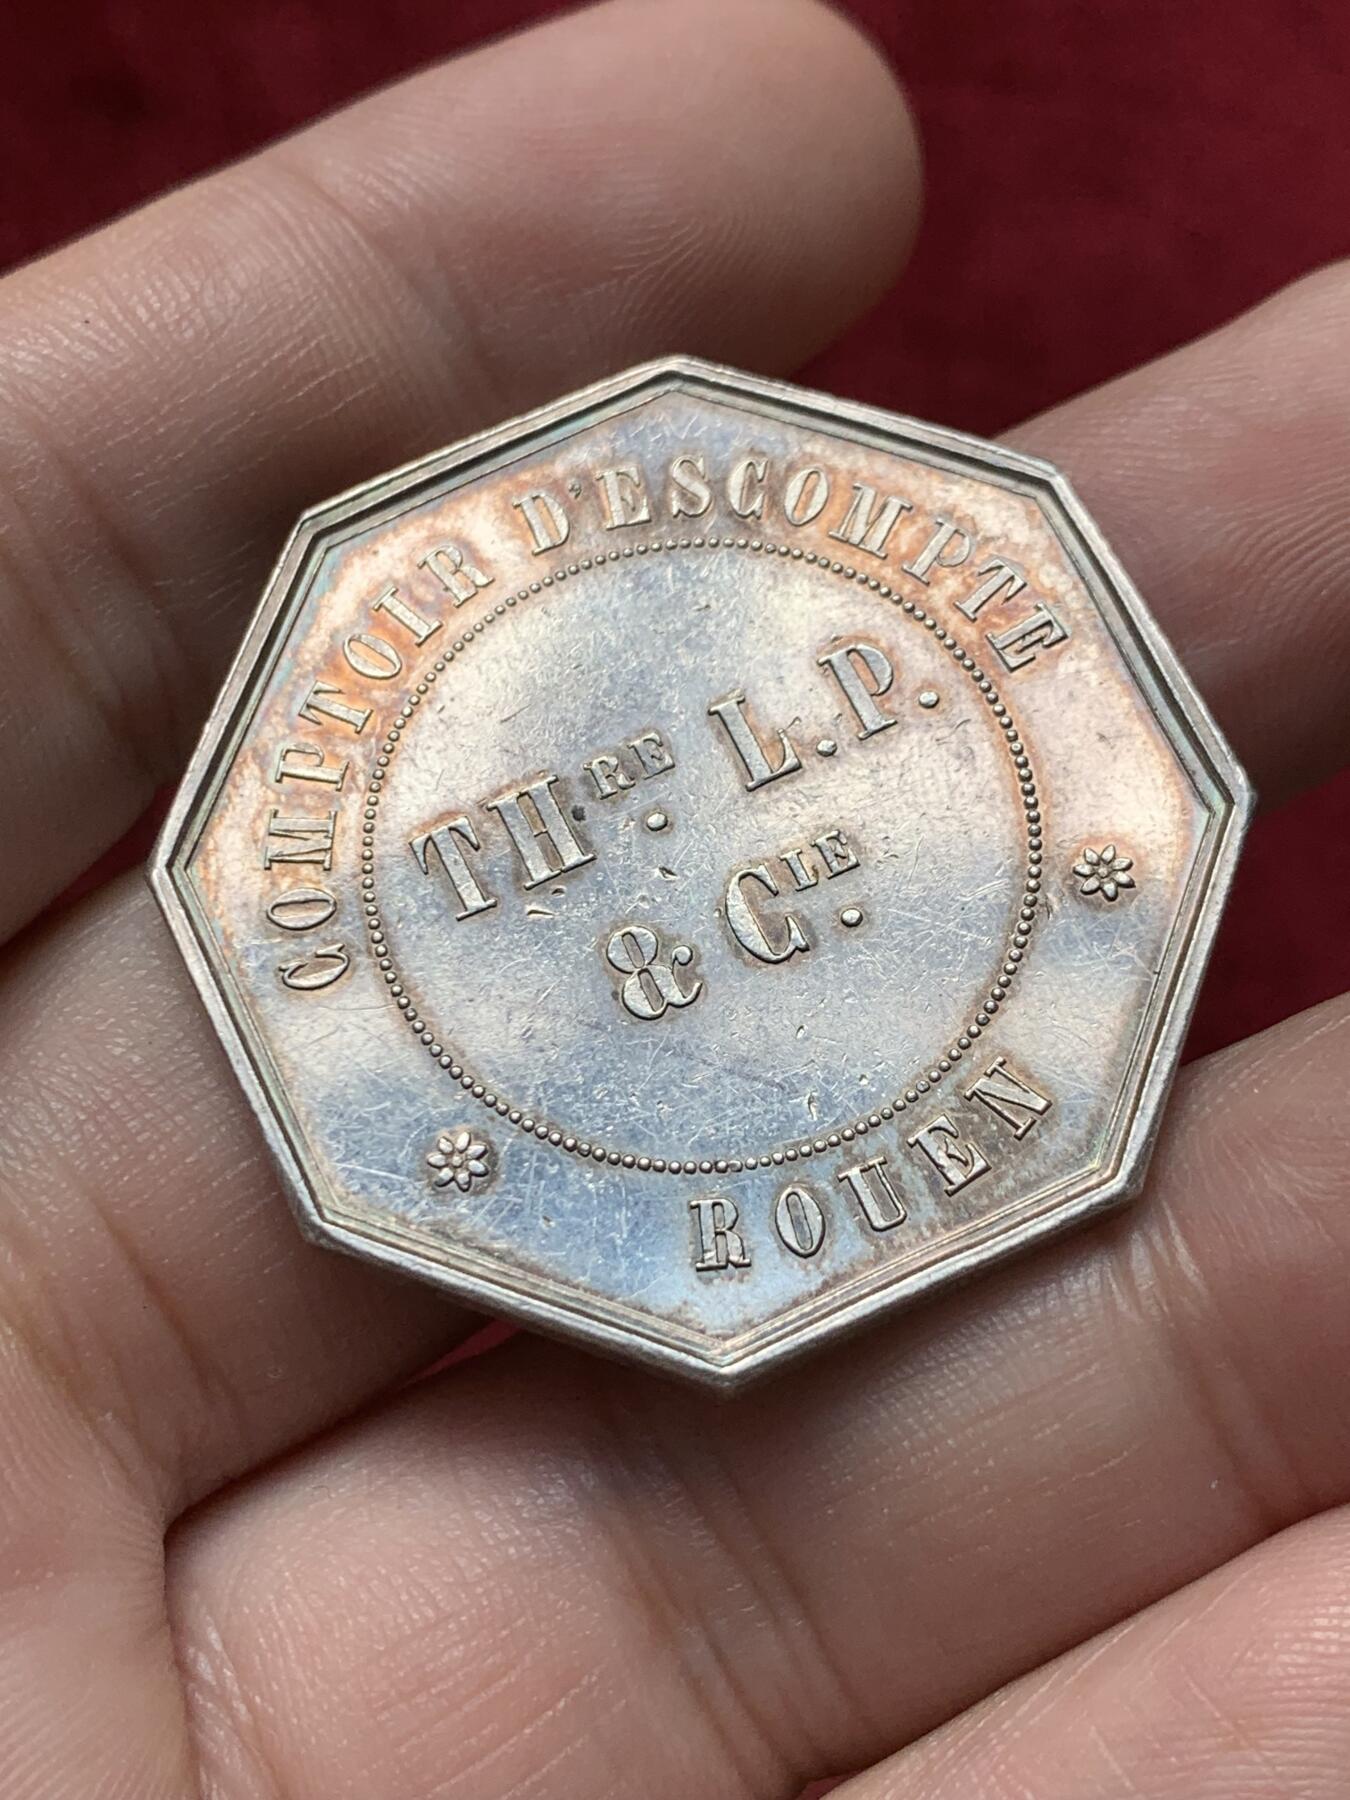 COMPTOIR D'ESCOMPTE
THRE. L.P.
& CIE.
ROUEN